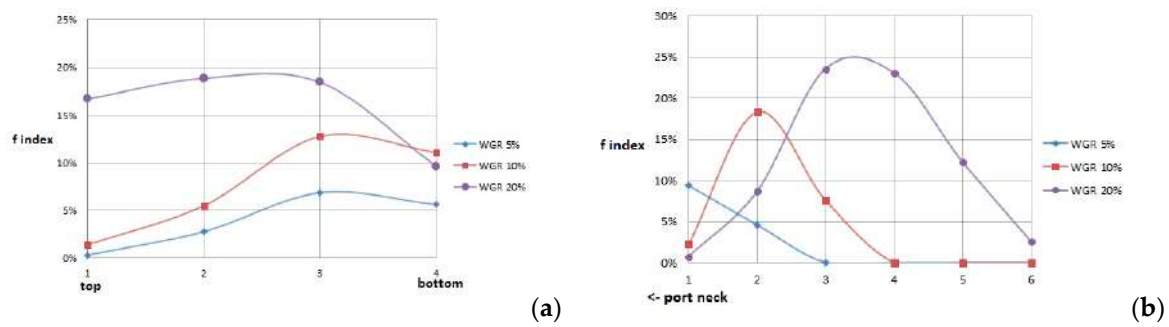 25%
20%
15%
f index
10%
5%
0%
1 2 3 4
top bottom
WGR 5%
WGR 10%
WGR 20%
(a)
30%
25%
20%
15%
f index
10%
5%
0%
1 2 3 4 5 6
<- port neck
WGR 5%
WGR 10%
WGR 20%
(b)